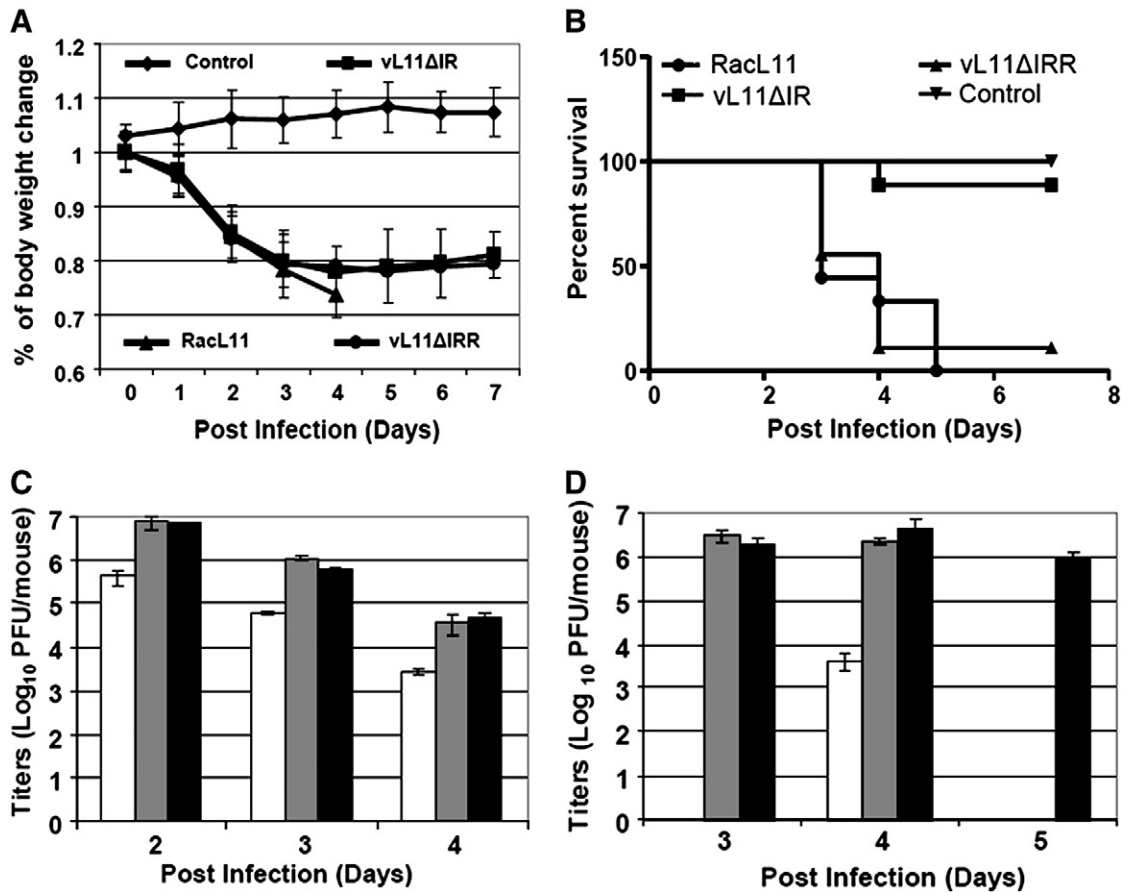 A
1.2
1.1
1
0.9
0.8
0.7
0.6
% of body weight change
Control
vL11ΔIR
RacL11
vL11ΔIRR
0 1 2 3 4 5 6 7
Post Infection (Days)
B
150
100
50
0
Percent survival
RacL11
vL11ΔIRR
vL11ΔIR
Control
0 2 4 6 8
Post Infection (Days)
C
7
6
5
4
3
2
1
0
Titers (Log10 PFU/mouse)
2 3 4
Post Infection (Days)
D
7
6
5
4
3
2
1
0
Titers (Log 10 PFU/mouse)
3 4 5
Post Infection (Days)